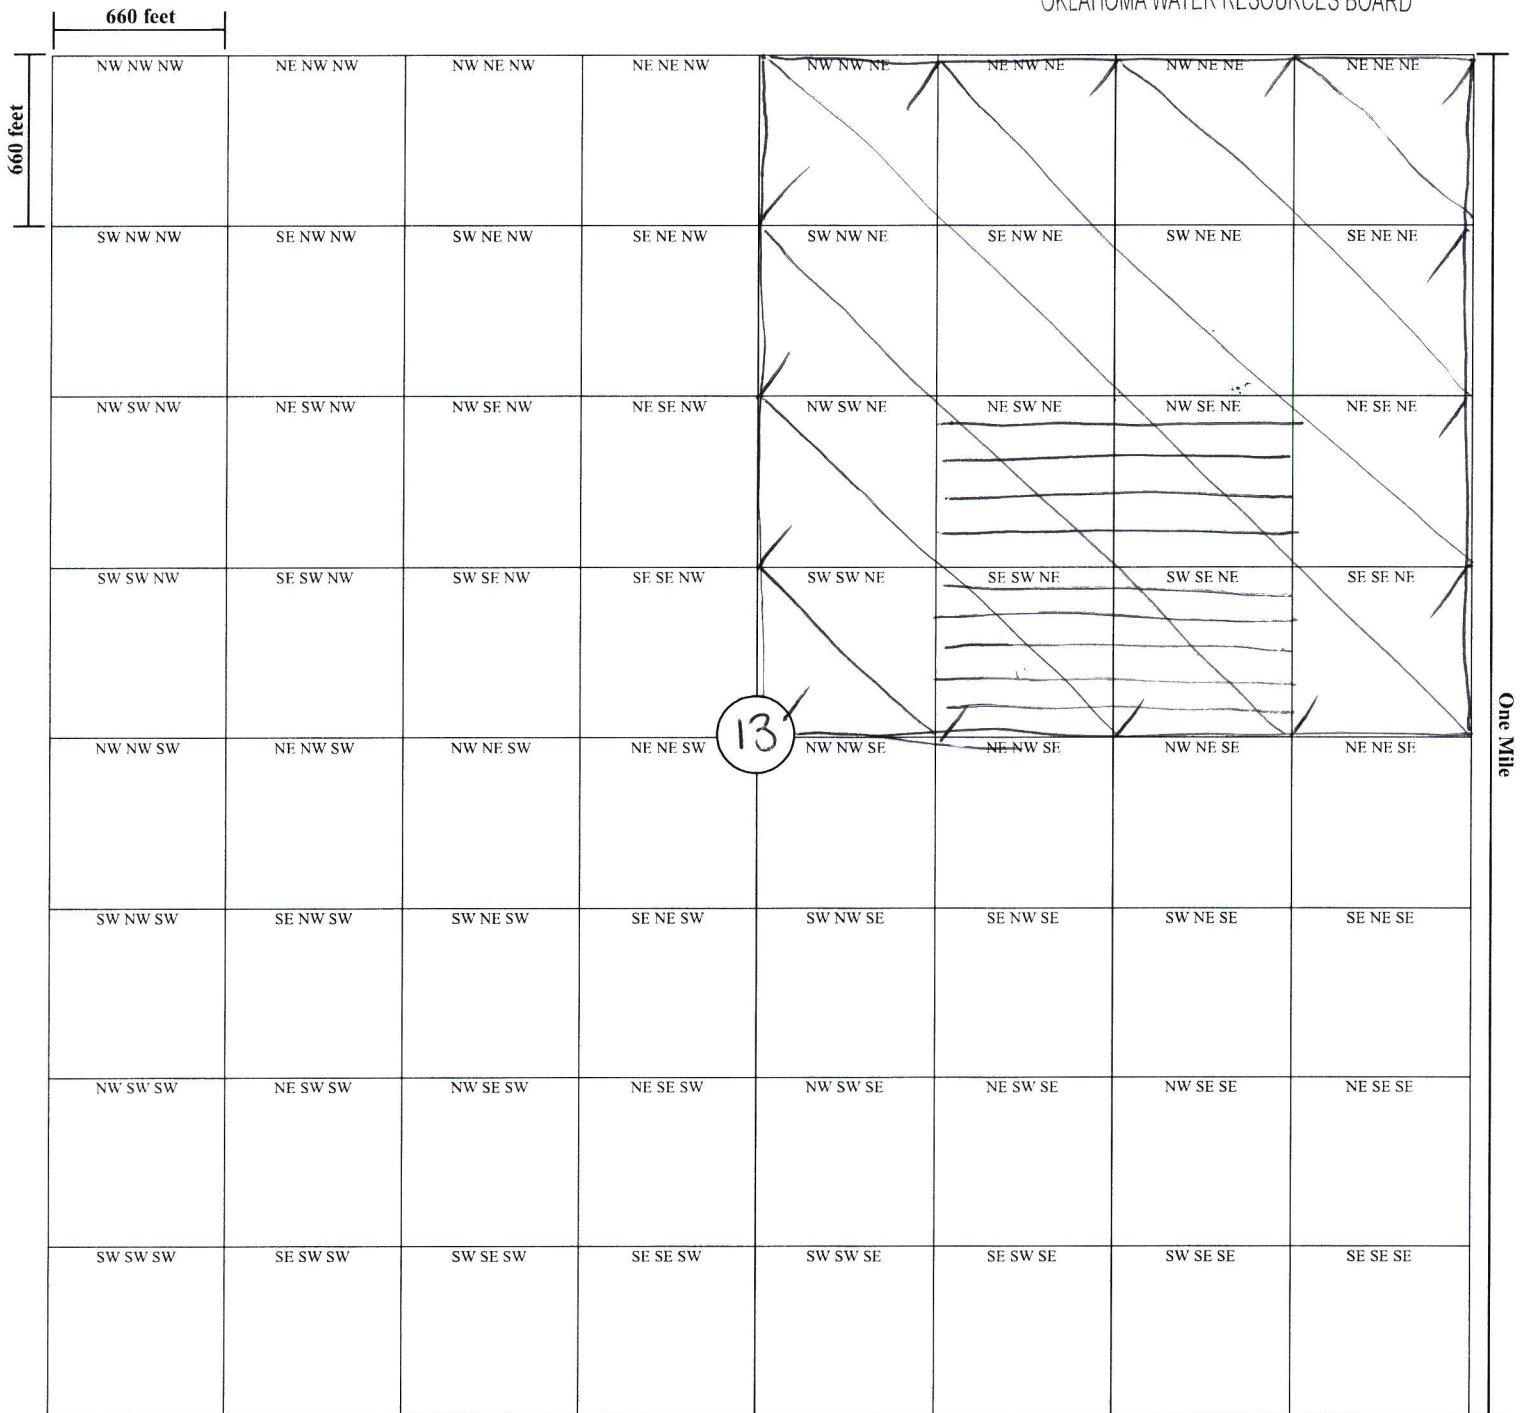 OKLAHOMA WATER RESOURCES BOARD
660 feet
660 feet
NW NW NW NE NW NW NW NE NW NE NE NW NW NW NE NE NW NE NW NE NE NE NE NE
SW NW NW SE NW NW SW NE NW SE NE NW SW NW NE SE NW NE SW NE NE SE NE NE
NW SW NW NE SW NW NW SE NW NE SE NW NW SW NE NE SW NE NW SE NE NE SE NE
SW SW NW SE SW NW SW SE NW SE SE NW SW SW NE SE SW NE SW SE NE SE SE NE
13
One Mile
NW NW SW NE NW SW NW NE SW NE NE SW NW NW SE NE NW SE NW NE SE NE NE SE
SW NW SW SE NW SW SW NE SW SE NE SW SW NW SE SE NW SE SW NE SE SE NE SE
NW SW SW NE SW SW NW SE SW NE SE SW NW SW SE NE SW SE NW SE SE NE SE SE
SW SW SW SE SW SW SW SE SW SE SE SW SW SW SE SE SW SE SW SE SE SE SE SE